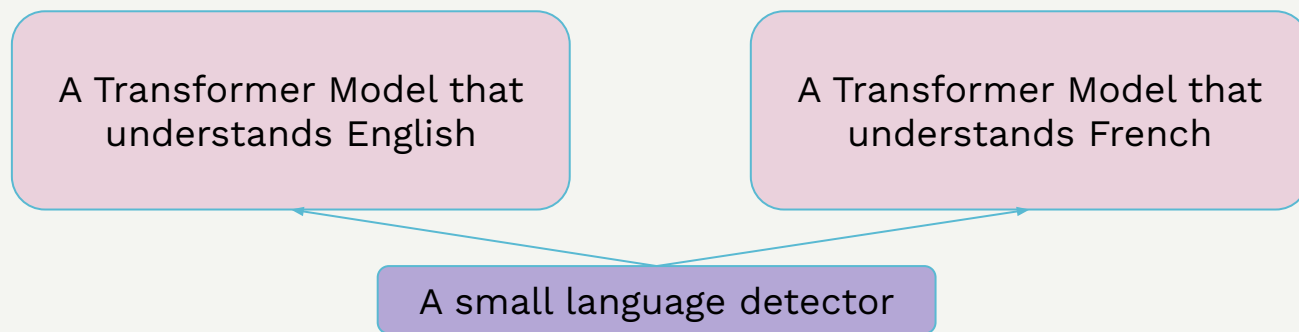 A Transformer Model that
understands English
A Transformer Model that
understands French
A small language detector